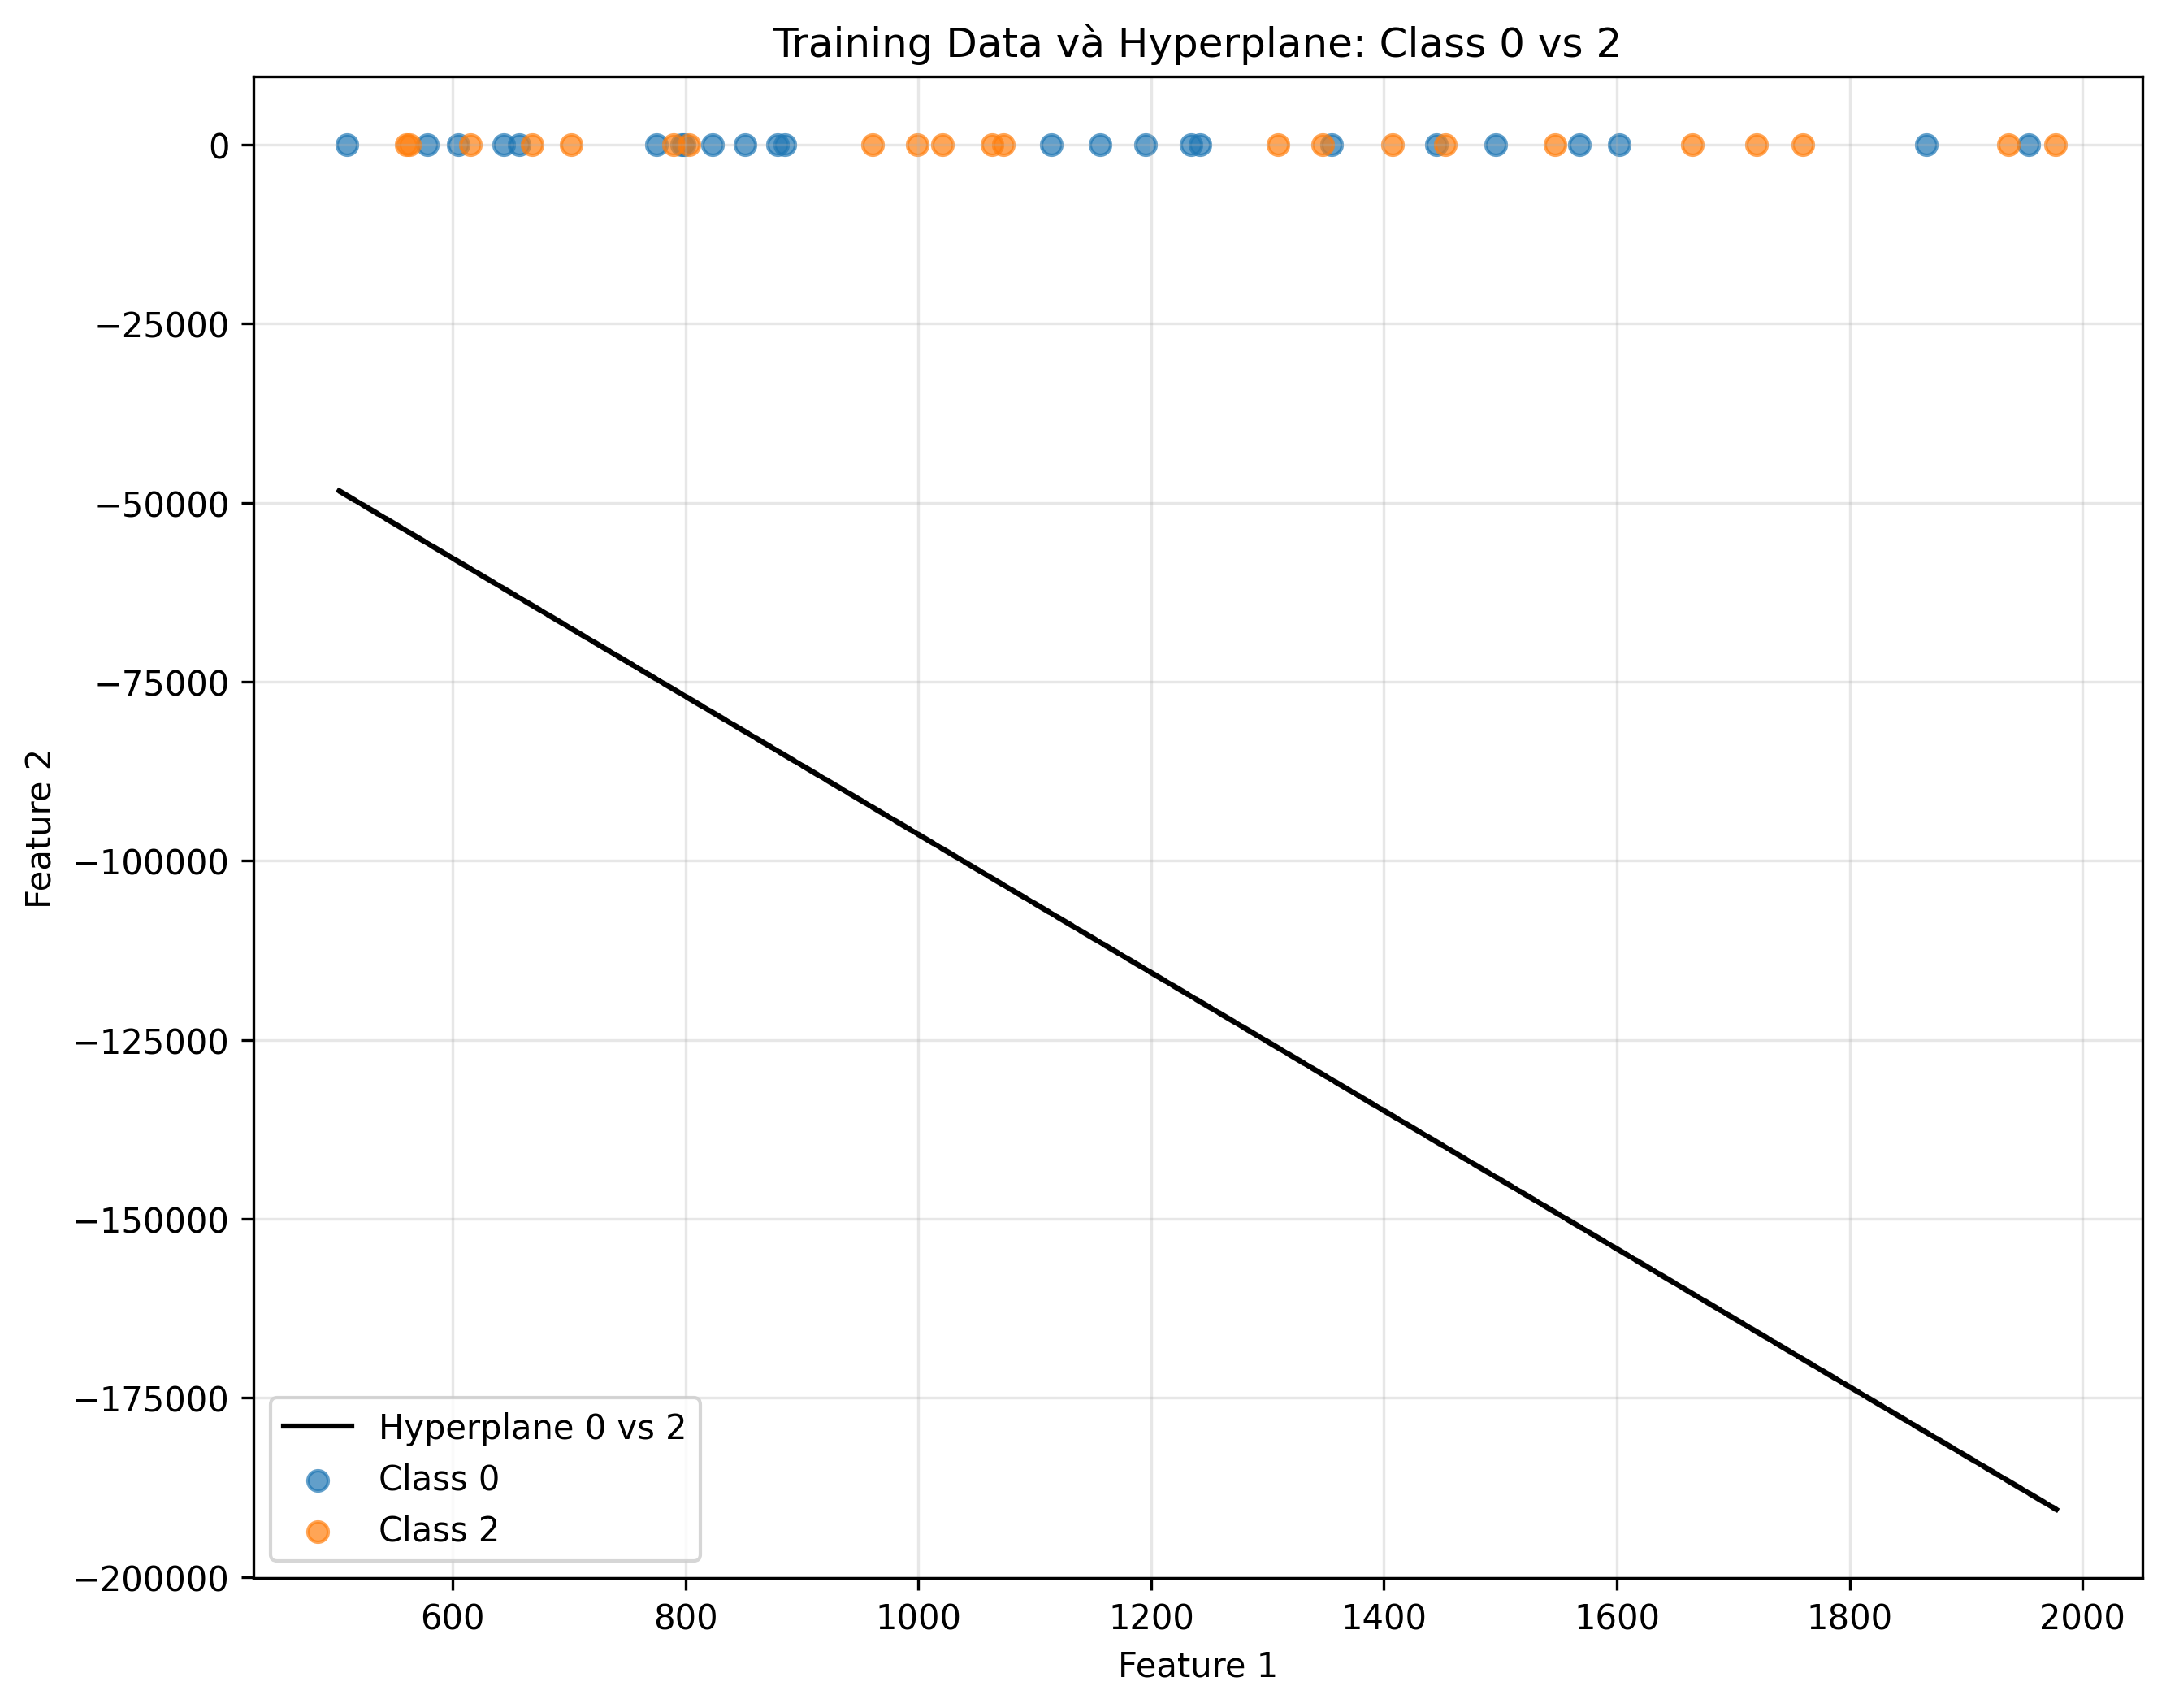 Training Data và Hyperplane: Class 0 vs 2
0
−25000
−50000
−75000
−100000
−125000
−150000
−175000
−200000
Feature 2
Hyperplane 0 vs 2
Class 0
Class 2
600 800 1000 1200 1400 1600 1800 2000
Feature 1